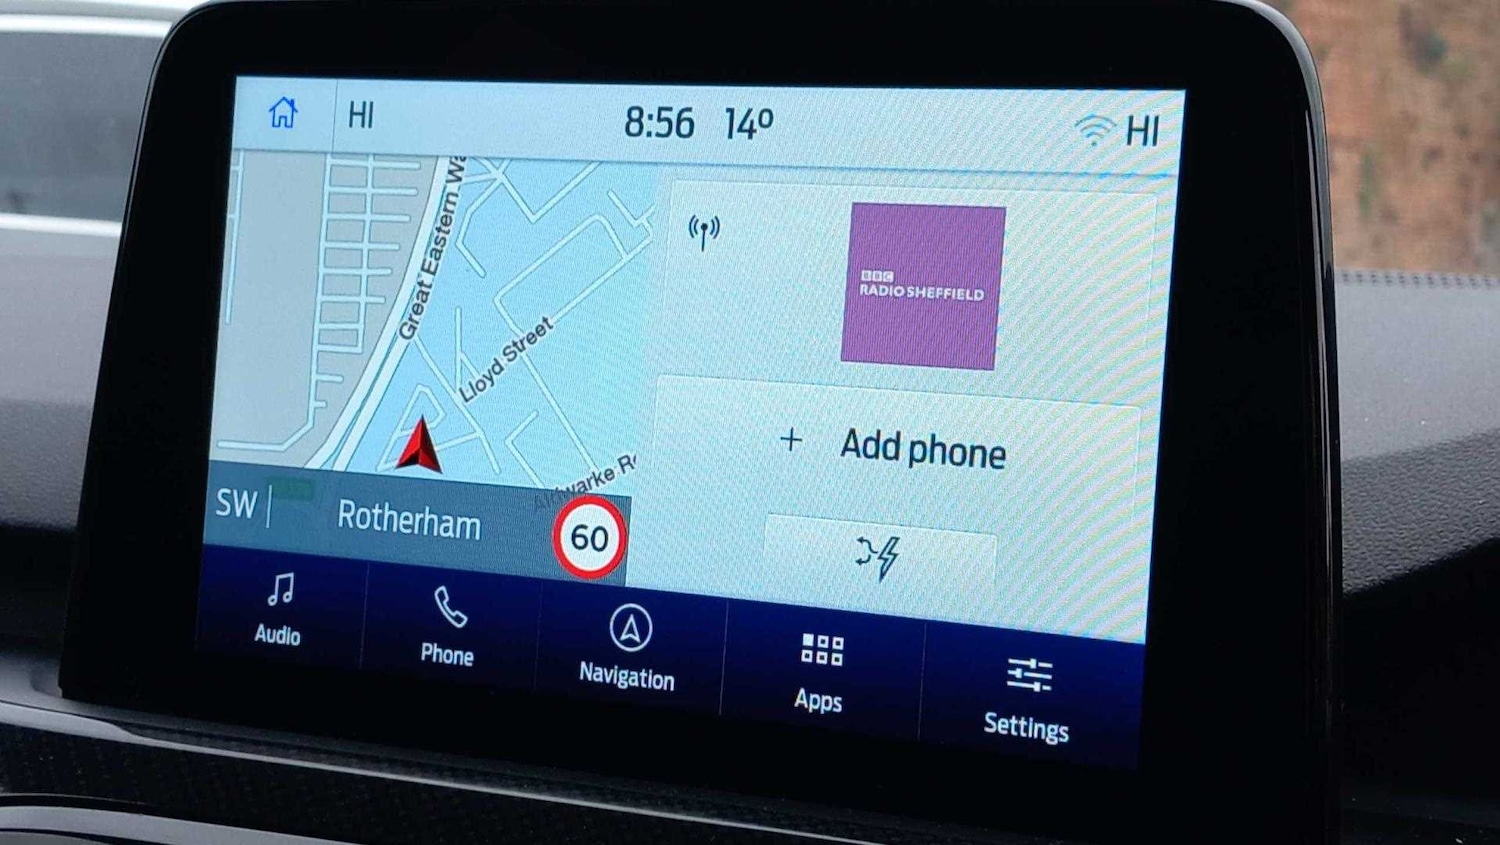 HI
8:56 14º
HI
Great Eastern Wa
Lloyd Street
BBC
RADIO SHEFFIELD
+ Add phone
SW | Rotherham
60
Audio
Phone
Navigation
Apps
Settings